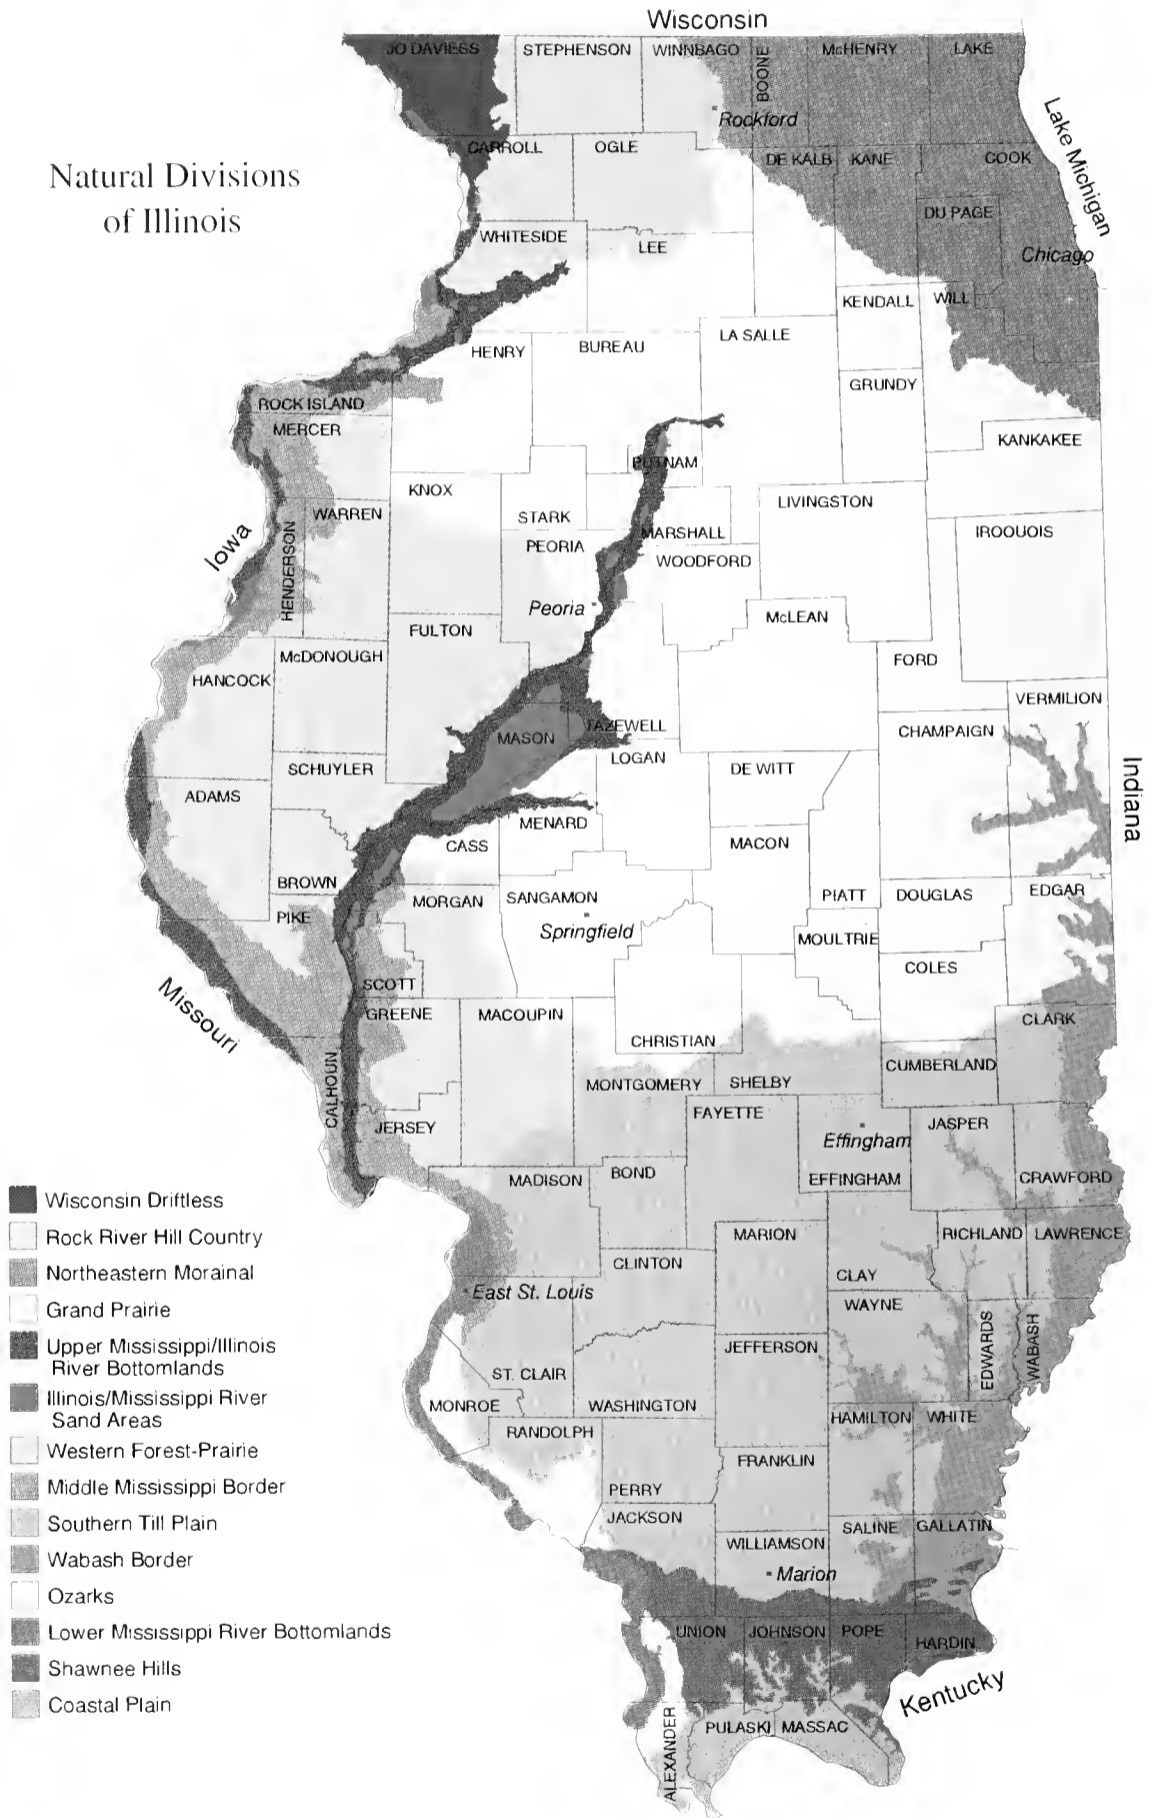 Wisconsin
JO DAVIESS
STEPHENSON
WINNBAGO
BOONE
McHENRY
LAKE
Rockford
Lake Michigan
CARROLL
OGLE
DE KALB
KANE
COOK
Natural Divisions
of Illinois
DU PAGE
WHITESIDE
LEE
Chicago
KENDALL
WILL
HENRY
BUREAU
LA SALLE
GRUNDY
ROCK ISLAND
MERCER
KANKAKEE
PUTNAM
KNOX
WARREN
STARK
LIVINGSTON
Iowa
HENDERSON
PEORIA
MARSHALL
WOODFORD
IROOUOIS
Peoria
McLEAN
FULTON
McDONOUGH
HANCOCK
FORD
VERMILION
MASON
TAZEWELL
CHAMPAIGN
LOGAN
SCHUYLER
DE WITT
Indiana
ADAMS
MENARD
CASS
MACON
BROWN
MORGAN
SANGAMON
PIATT
DOUGLAS
EDGAR
PIKE
Springfield
MOULTRIE
COLES
Missouri
SCOTT
GREENE
MACOUPIN
CHRISTIAN
CLARK
CUMBERLAND
CALHOUN
MONTGOMERY
SHELBY
FAYETTE
JERSEY
Effingham
JASPER
EFFINGHAM
MADISON
BOND
CRAWFORD
MARION
RICHLAND
LAWRENCE
CLINTON
CLAY
East St. Louis
WAYNE
EDWARDS
WABASH
JEFFERSON
ST. CLAIR
MONROE
WASHINGTON
HAMILTON
WHITE
RANDOLPH
FRANKLIN
PERRY
JACKSON
SALINE
GALLATIN
WILLIAMSON
Marion
UNION
JOHNSON
POPE
HARDIN
Kentucky
ALEXANDER
PULASKI
MASSAC
Wisconsin Driftless
Rock River Hill Country
Northeastern Morainal
Grand Prairie
Upper Mississippi/Illinois
River Bottomlands
Illinois/Mississippi River
Sand Areas
Western Forest-Prairie
Middle Mississippi Border
Southern Till Plain
Wabash Border
Ozarks
Lower Mississippi River Bottomlands
Shawnee Hills
Coastal Plain